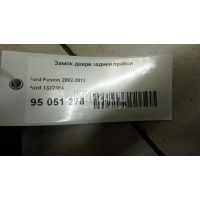 Замок двери задней правой
Ford Fusion 2002-2012
Ford 1372454
95 051 278